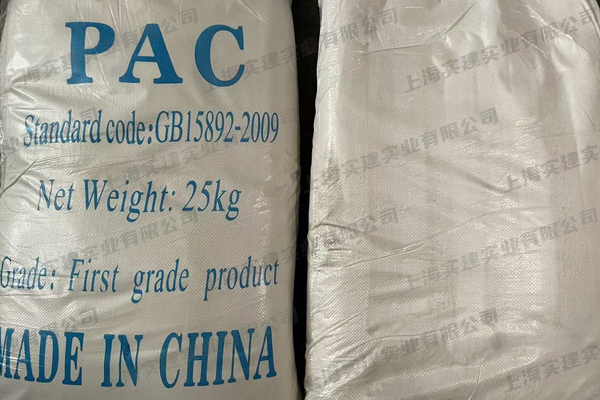 PAC
Standard code:GB15892-2009
Net Weight: 25kg
Grade: First grade product
MADE IN CHINA
上海实建实业有限公司